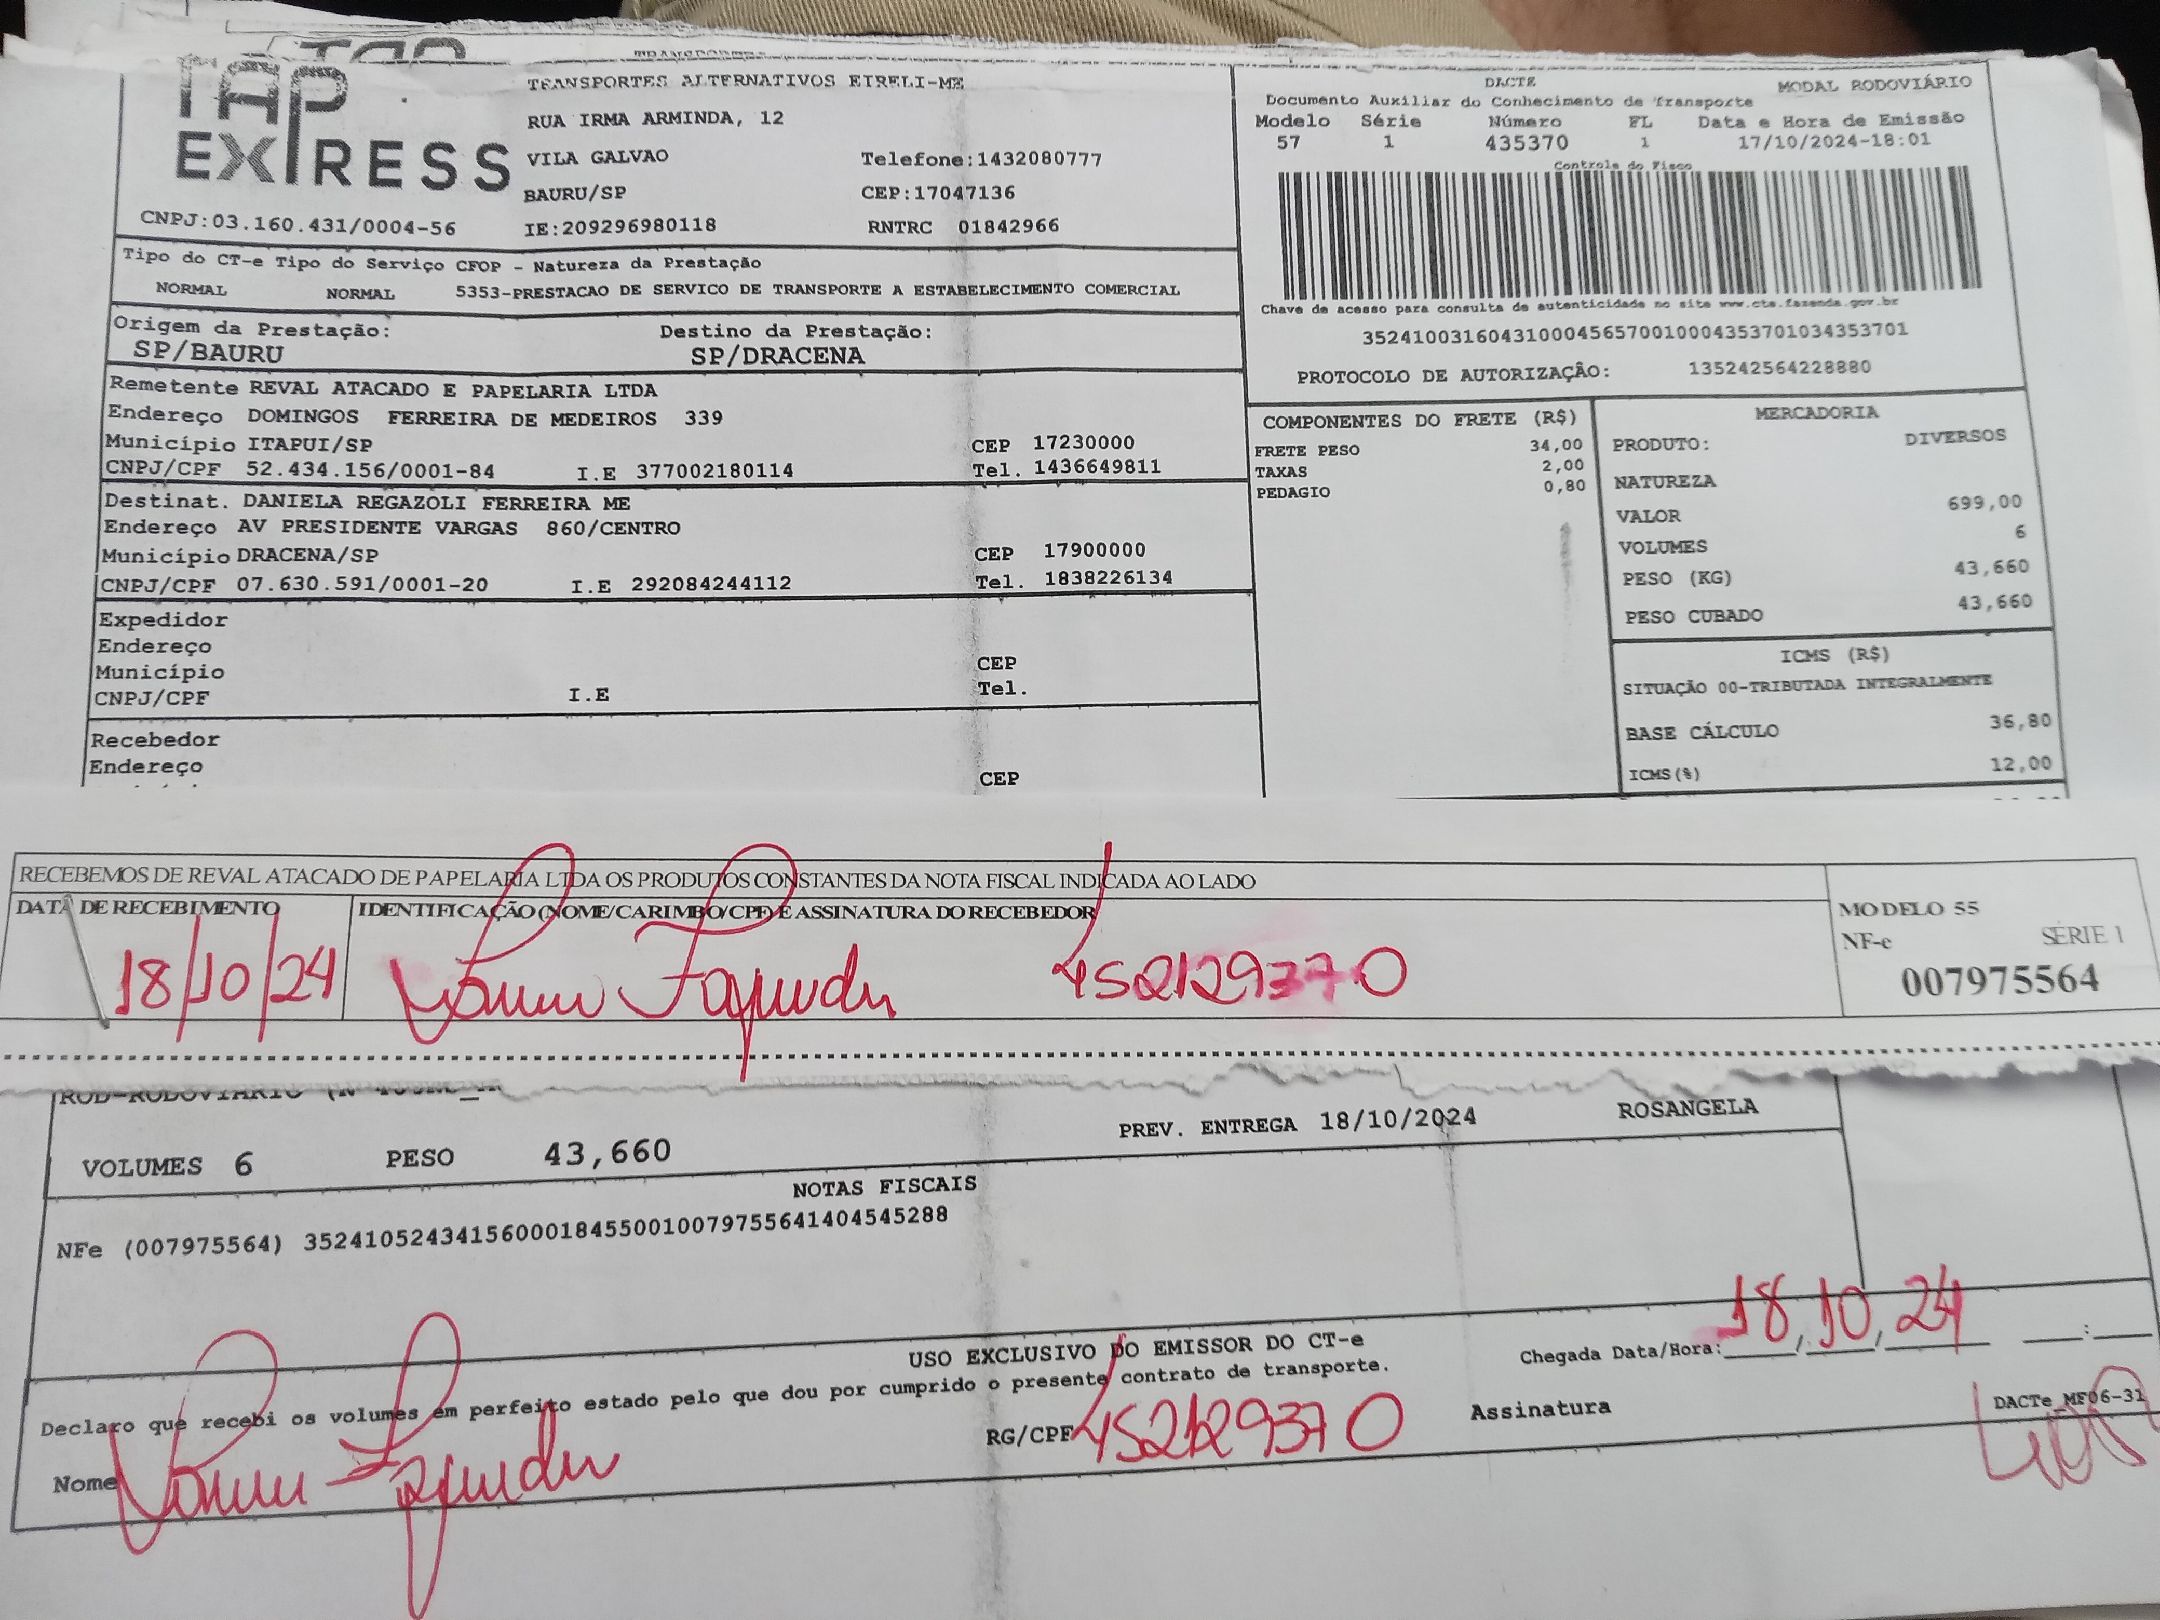 TAP EXPRESS
TRANSPORTES ALTERNATIVOS EIRELI-ME
RUA IRMA ARMINDA, 12
VILA GALVAO Telefone:1432080777
BAURU/SP CEP:17047136
CNPJ:03.160.431/0004-56 IE:209296980118 RNTRC 01842966
DACTE MODAL RODOVIÁRIO
Documento Auxiliar do Conhecimento de Transporte
Modelo Série Número FL Data e Hora de Emissão
57 1 435370 1 17/10/2024-18:01
Controle do Fisco
Chave de acesso para consulta de autenticidade no site www.cte.fazenda.gov.br
35241003160431000456570010004353701034353701
PROTOCOLO DE AUTORIZAÇÃO: 135242564228880
Tipo do CT-e Tipo do Serviço CFOP - Natureza da Prestação
NORMAL NORMAL 5353-PRESTACAO DE SERVICO DE TRANSPORTE A ESTABELECIMENTO COMERCIAL
Origem da Prestação: Destino da Prestação:
SP/BAURU SP/DRACENA
Remetente REVAL ATACADO E PAPELARIA LTDA
Endereço DOMINGOS FERREIRA DE MEDEIROS 339
Município ITAPUI/SP CEP 17230000
CNPJ/CPF 52.434.156/0001-84 I.E 377002180114 Tel. 1436649811
Destinat. DANIELA REGAZOLI FERREIRA ME
Endereço AV PRESIDENTE VARGAS 860/CENTRO
Município DRACENA/SP CEP 17900000
CNPJ/CPF 07.630.591/0001-20 I.E 292084244112 Tel. 1838226134
Expedidor
Endereço
Município CEP
CNPJ/CPF I.E Tel.
Recebedor
Endereço CEP
COMPONENTES DO FRETE (R$)
FRETE PESO 34,00
TAXAS 2,00
PEDAGIO 0,80
MERCADORIA
PRODUTO: DIVERSOS
NATUREZA
VALOR 699,00
VOLUMES 6
PESO (KG) 43,660
PESO CUBADO 43,660
ICMS (R$)
SITUAÇÃO 00-TRIBUTADA INTEGRALMENTE
BASE CÁLCULO 36,80
ICMS(%) 12,00
RECEBEMOS DE REVAL ATACADO DE PAPELARIA LTDA OS PRODUTOS CONSTANTES DA NOTA FISCAL INDICADA AO LADO
DATA DE RECEBIMENTO IDENTIFICAÇÃO (NOME/CARIMBO/CPF) E ASSINATURA DO RECEBEDOR
18/10/24 452129370
MODELO 55
NF-e SÉRIE 1
007975564
VOLUMES 6 PESO 43,660 PREV. ENTREGA 18/10/2024 ROSANGELA
NOTAS FISCAIS
NFe (007975564) 35241052434156000184550010079755641404545288
USO EXCLUSIVO DO EMISSOR DO CT-e
Chegada Data/Hora: 18/10/24 __:__
Declaro que recebi os volumes em perfeito estado pelo que dou por cumprido o presente contrato de transporte.
Nome RG/CPF 452129370 Assinatura
DACTe_MF06-31